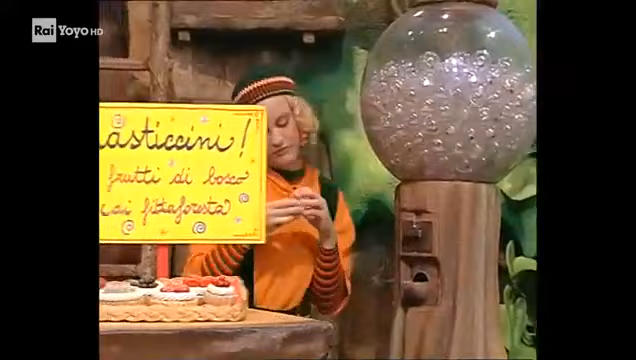 Rai Yoyo HD
asticcini!
frutti di bosco
ai fittaforesta